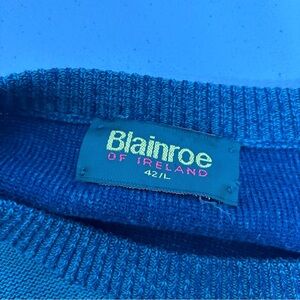 Blainroe
OF IRELAND
42/L